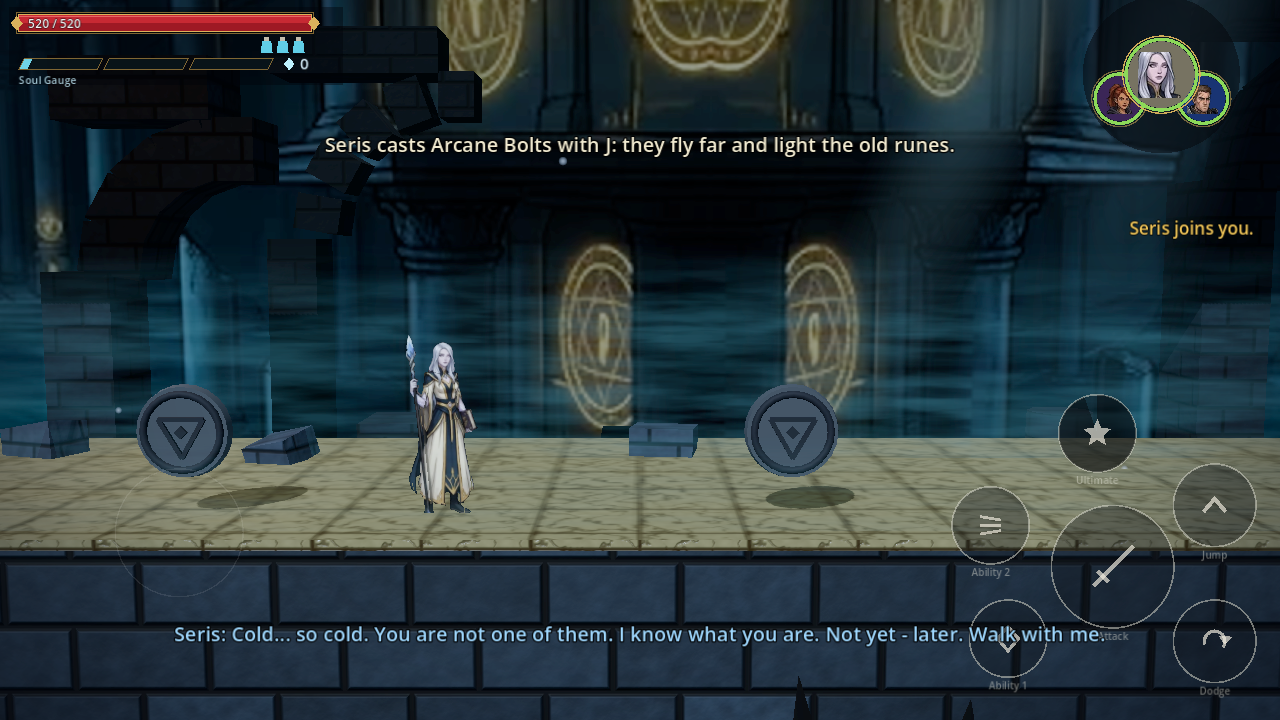 520 / 520
0
Soul Gauge
Seris casts Arcane Bolts with J: they fly far and light the old runes.
Seris joins you.
Ultimate
Jump
Ability 2
Seris: Cold... so cold. You are not one of them. I know what you are. Not yet - later. Walk with me.
Attack
Ability 1
Dodge